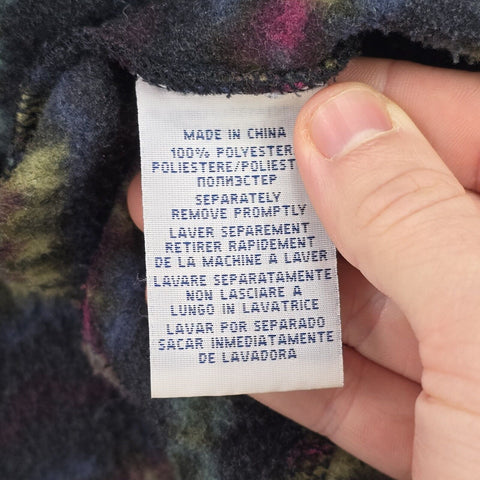 MADE IN CHINA
100% POLYESTER
POLIESTERE/POLIEST
ПОЛИЭСТЕР
SEPARATELY
REMOVE PROMPTLY
LAVER SEPAREMENT
RETIRER RAPIDEMENT
DE LA MACHINE A LAVER
LAVARE SEPARATAMENTE
NON LASCIARE A
LUNGO IN LAVATRICE
LAVAR POR SEPARADO
SACAR INMEDIATAMENTE
DE LAVADORA